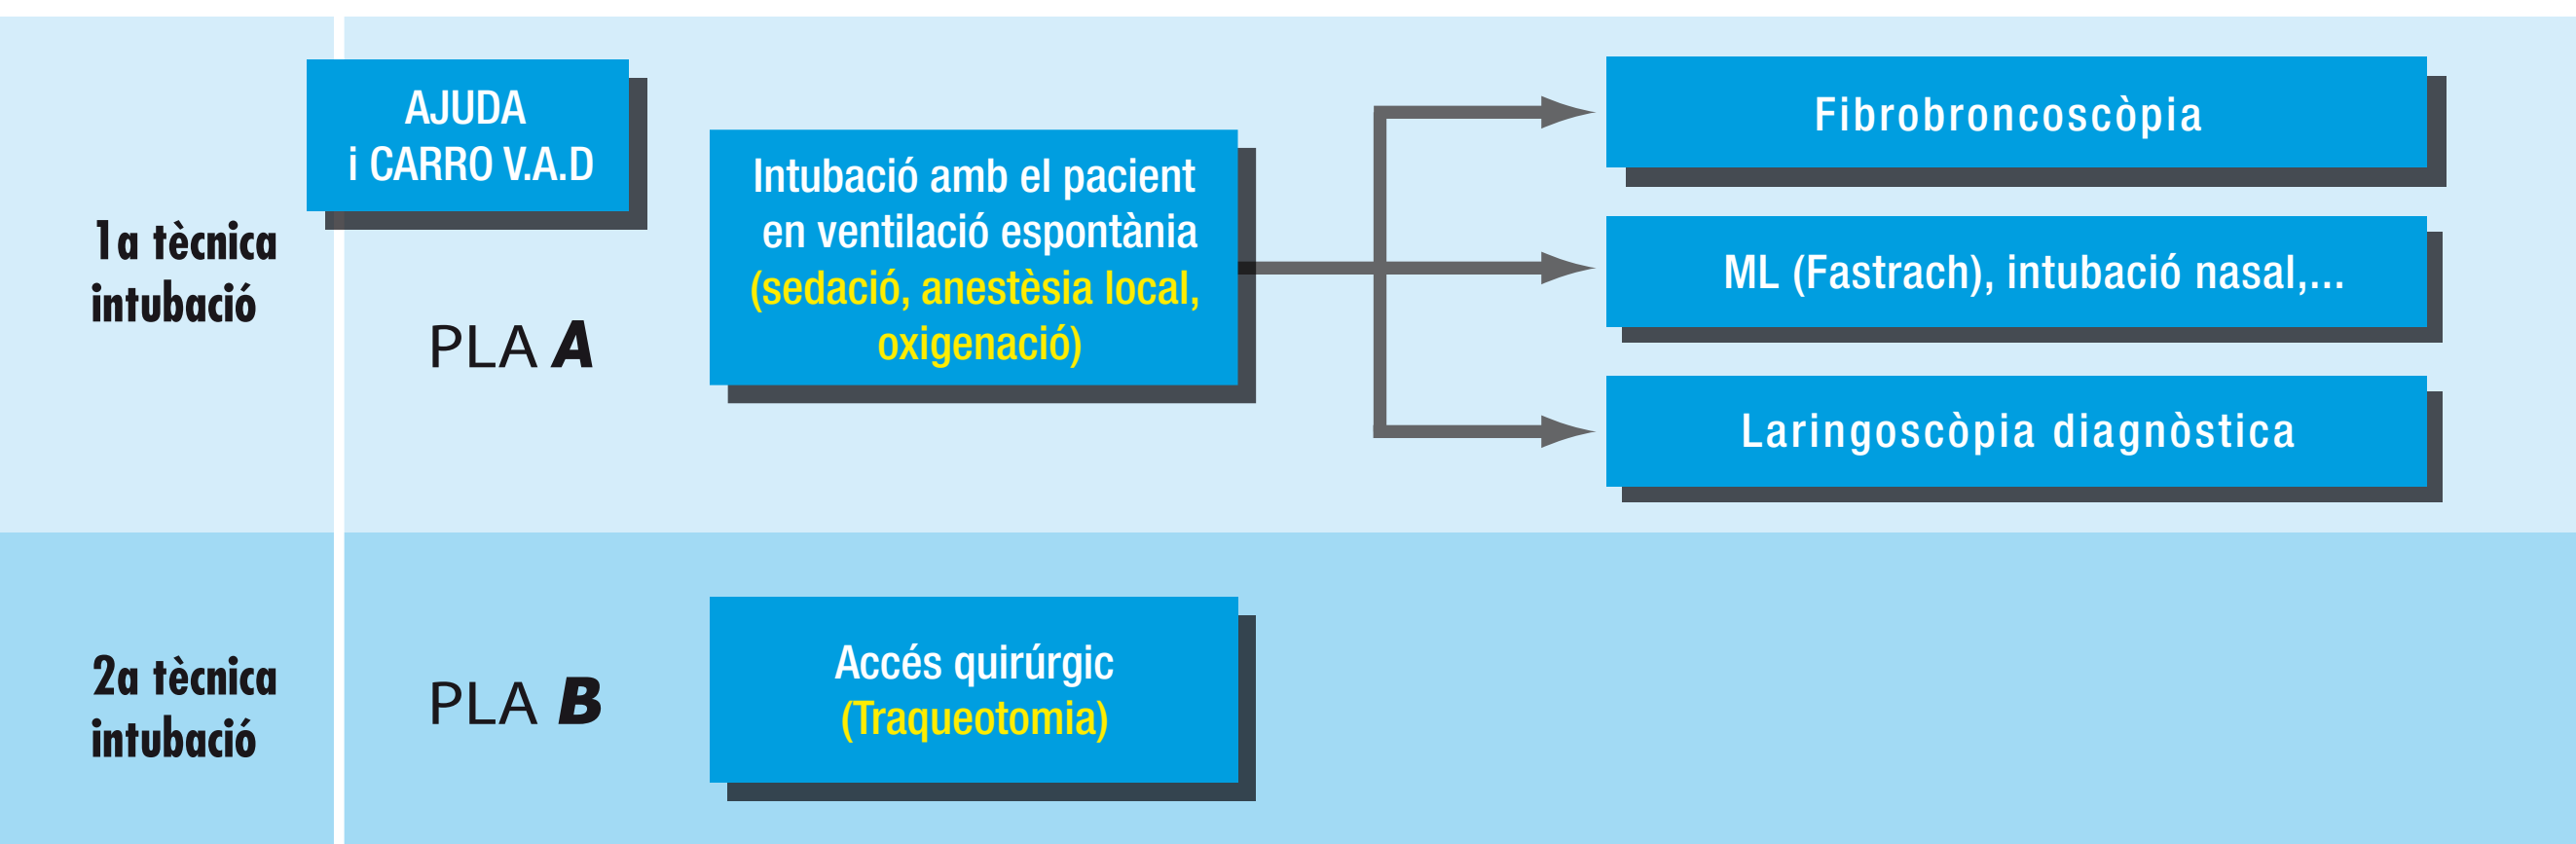 AJUDA
i CARRO V.A.D
1a tècnica
intubació
PLA A
Intubació amb el pacient
en ventilació espontània
(sedació, anestèsia local,
oxigenació)
Fibrobroncoscòpia
ML (Fastrach), intubació nasal,...
Laringoscòpia diagnòstica
2a tècnica
intubació
PLA B
Accés quirúrgic
(Traqueotomia)